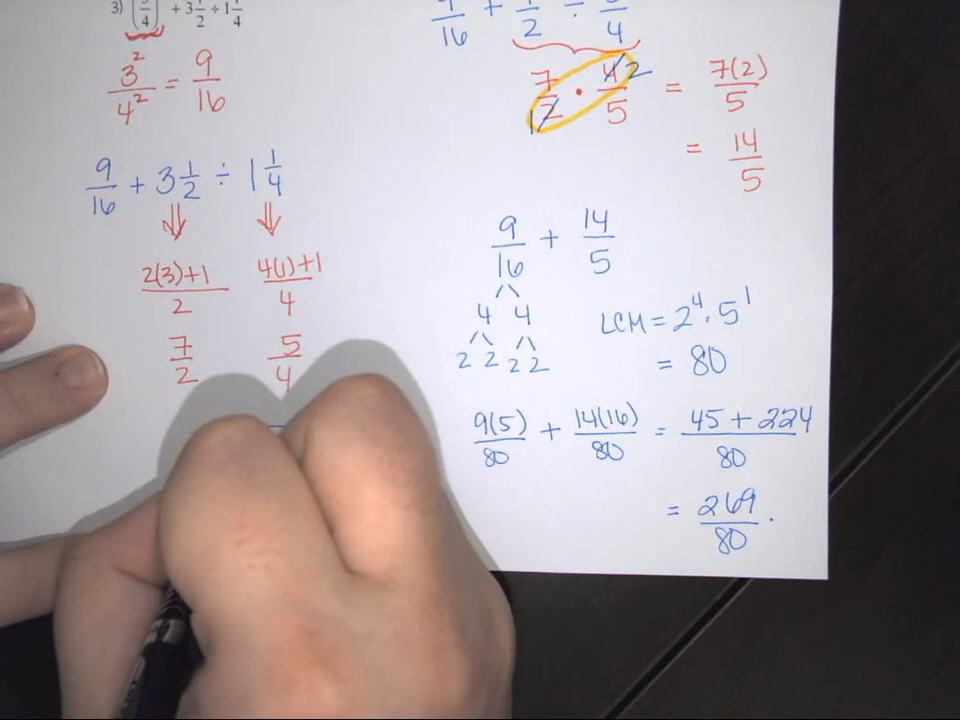 3) (3/4)² + 3 1/2 ÷ 1 1/4
3²/4² = 9/16
9/16 + 3 1/2 ÷ 1 1/4
⇓ ⇓
2(3)+1/2 4(1)+1/4
7/2 5/4
9/16 + 7/2 ÷ 5/4
7/2 · 4/5 2 = 7(2)/5
1
= 14/5
9/16 + 14/5
4 4
2 2 2 2
LCM = 2⁴ · 5¹
= 80
9(5)/80 + 14(16)/80 = 45 + 224/80
= 269/80 .